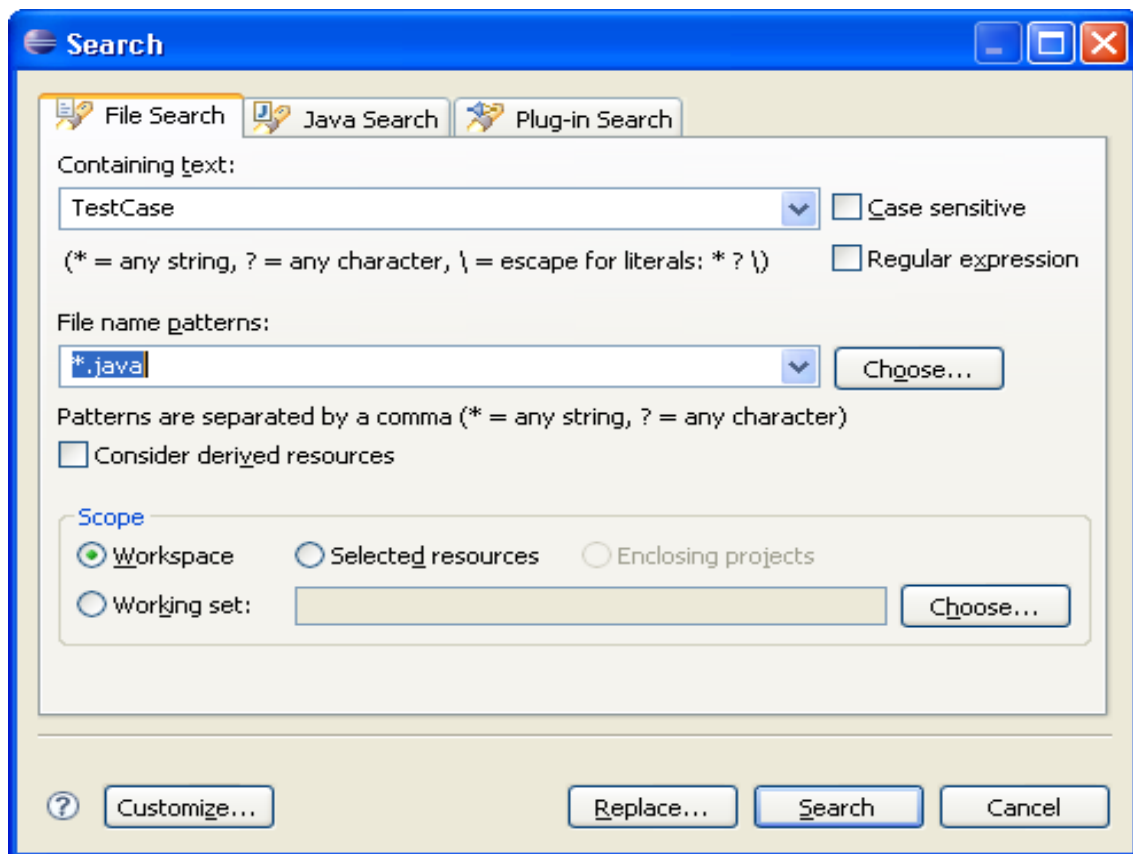 Search
File Search Java Search Plug-in Search
Containing text:
TestCase Case sensitive
(* = any string, ? = any character, \ = escape for literals: * ? \) Regular expression
File name patterns:
*.java Choose...
Patterns are separated by a comma (* = any string, ? = any character)
Consider derived resources
Scope
Workspace Selected resources Enclosing projects
Working set: Choose...
? Customize... Replace... Search Cancel